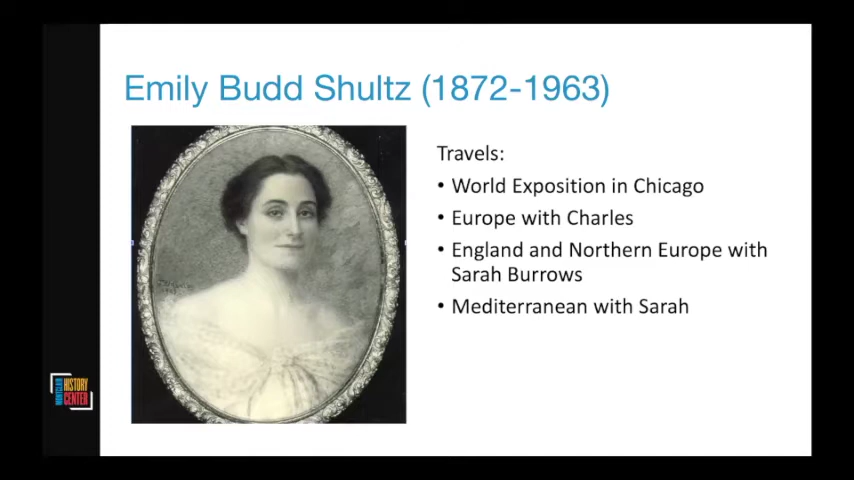 Emily Budd Shultz (1872-1963)
Travels:
• World Exposition in Chicago
• Europe with Charles
• England and Northern Europe with
Sarah Burrows
• Mediterranean with Sarah
MONTCLAIR
HISTORY
CENTER